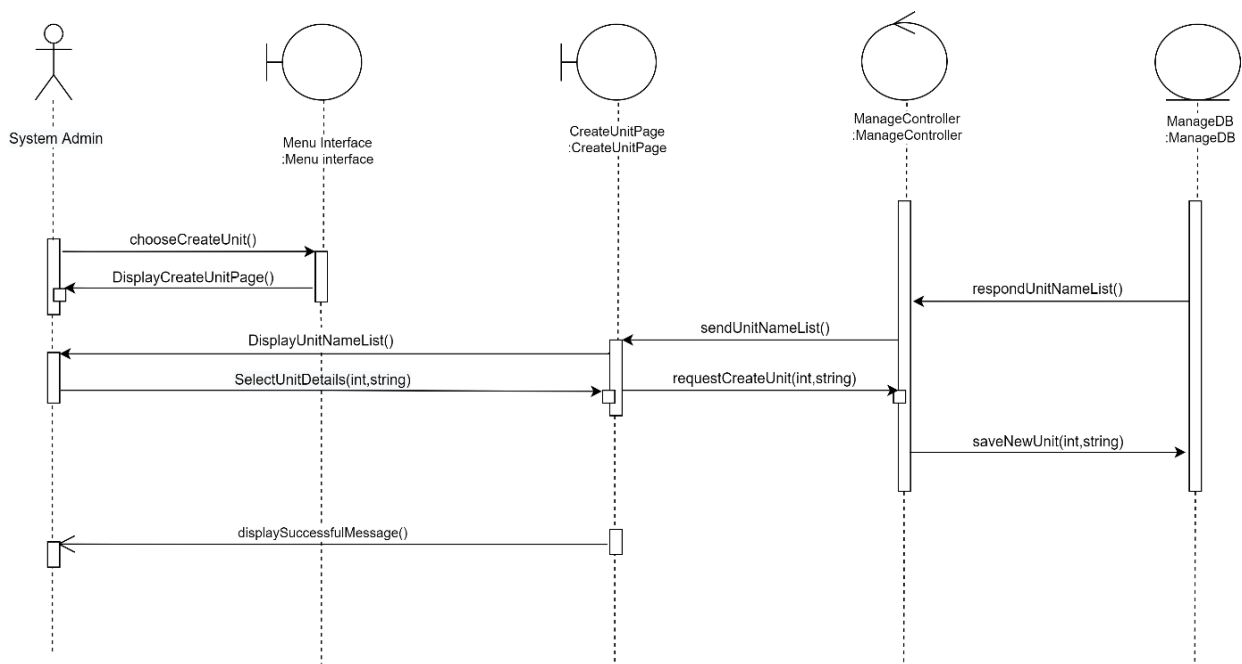 System Admin
Menu Interface
:Menu interface
CreateUnitPage
:CreateUnitPage
ManageController
:ManageController
ManageDB
:ManageDB
chooseCreateUnit()
DisplayCreateUnitPage()
respondUnitNameList()
sendUnitNameList()
DisplayUnitNameList()
SelectUnitDetails(int,string)
requestCreateUnit(int,string)
saveNewUnit(int,string)
displaySuccessfulMessage()